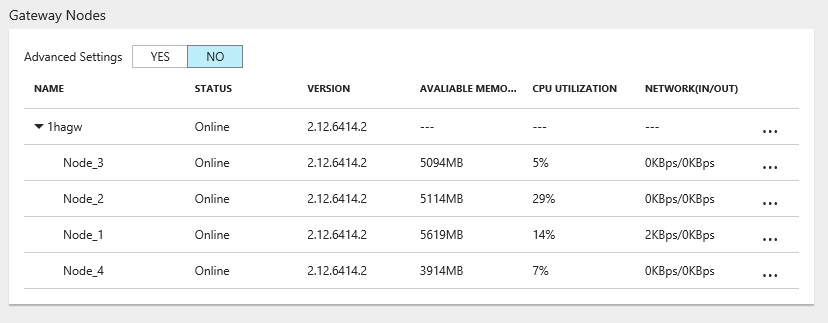 Gateway Nodes
Advanced Settings YES NO
NAME STATUS VERSION AVALIABLE MEMO... CPU UTILIZATION NETWORK(IN/OUT)
1hagw Online 2.12.6414.2 --- --- --- ...
Node_3 Online 2.12.6414.2 5094MB 5% 0KBps/0KBps ...
Node_2 Online 2.12.6414.2 5114MB 29% 0KBps/0KBps ...
Node_1 Online 2.12.6414.2 5619MB 14% 2KBps/0KBps ...
Node_4 Online 2.12.6414.2 3914MB 7% 0KBps/0KBps ...